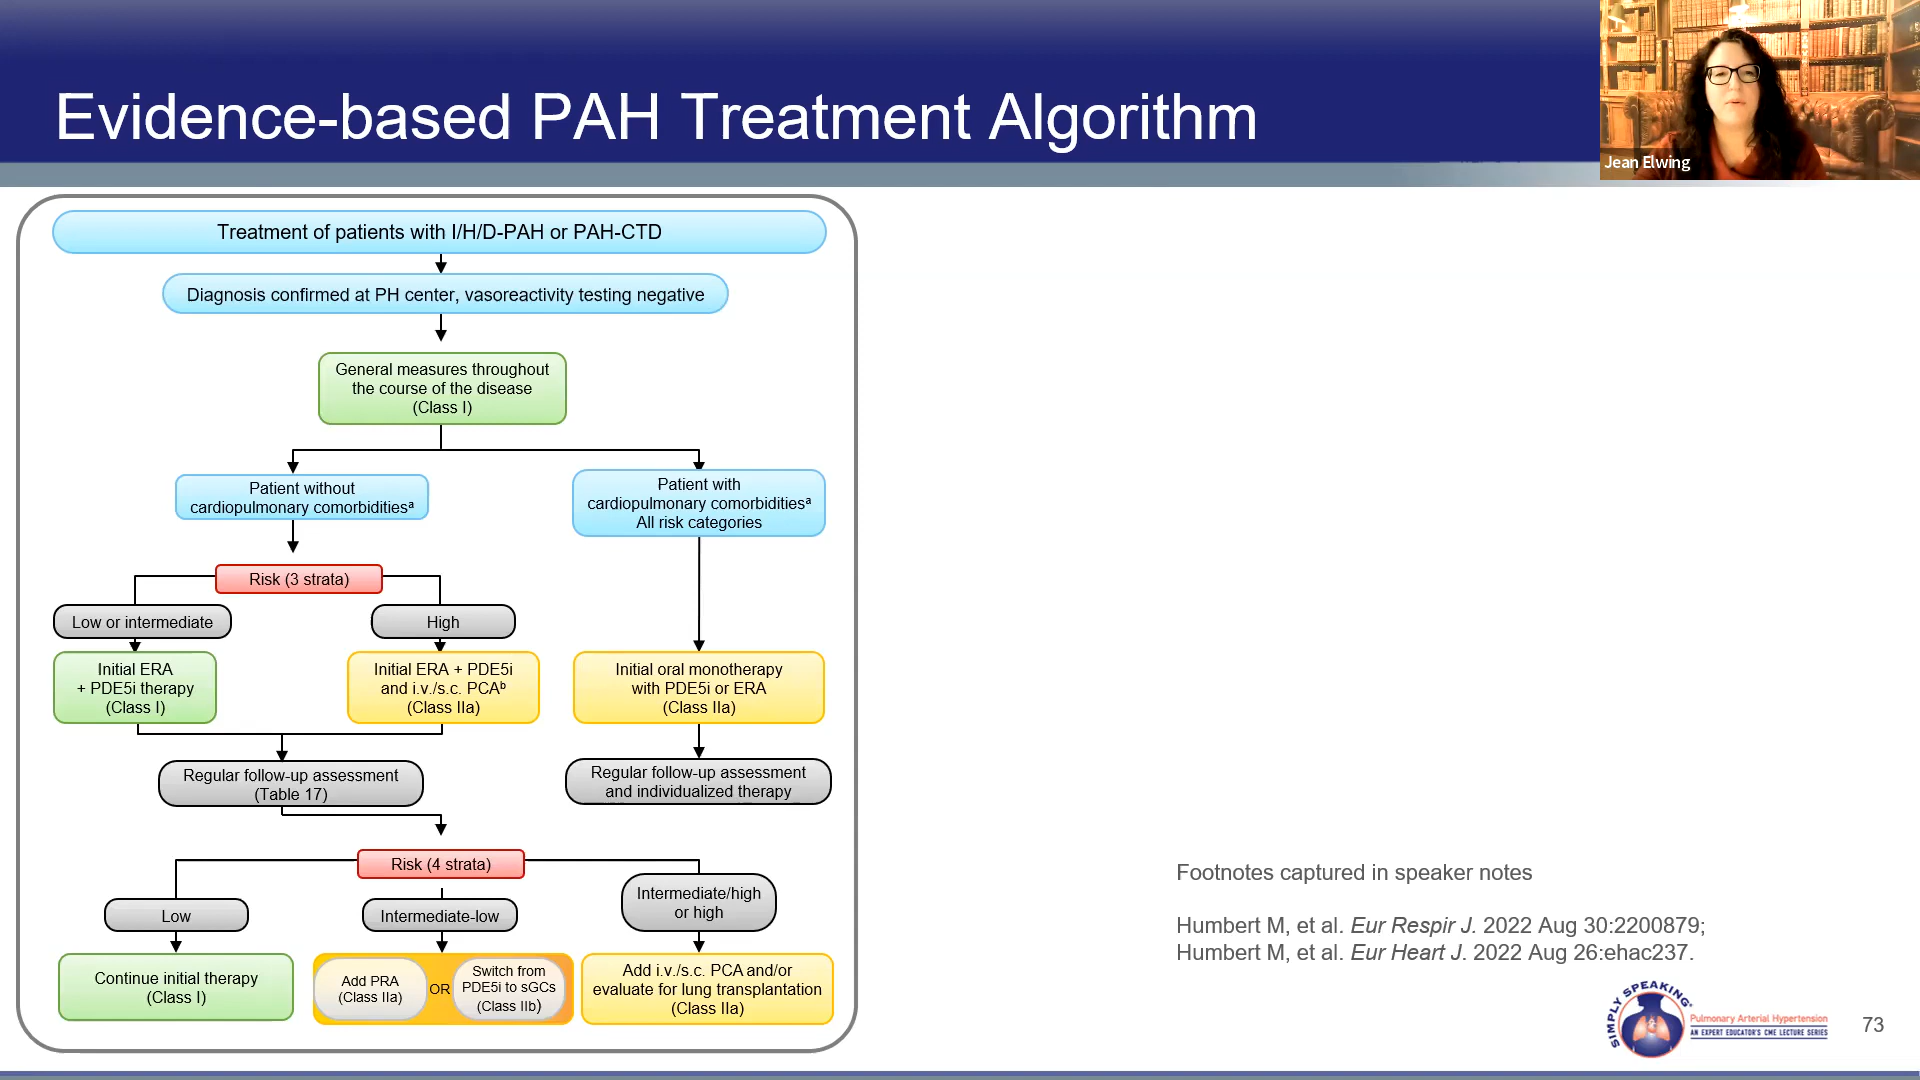 Evidence-based PAH Treatment Algorithm
Jean Elwing
Treatment of patients with I/H/D-PAH or PAH-CTD
Diagnosis confirmed at PH center, vasoreactivity testing negative
General measures throughout
the course of the disease
(Class I)
Patient without
cardiopulmonary comorbiditiesᵃ
Patient with
cardiopulmonary comorbiditiesᵃ
All risk categories
Risk (3 strata)
Low or intermediate
High
Initial ERA
+ PDE5i therapy
(Class I)
Initial ERA + PDE5i
and i.v./s.c. PCAᵇ
(Class IIa)
Initial oral monotherapy
with PDE5i or ERA
(Class IIa)
Regular follow-up assessment
(Table 17)
Regular follow-up assessment
and individualized therapy
Risk (4 strata)
Low
Intermediate-low
Intermediate/high
or high
Continue initial therapy
(Class I)
Add PRA
(Class IIa)
OR
Switch from
PDE5i to sGCs
(Class IIb)
Add i.v./s.c. PCA and/or
evaluate for lung transplantation
(Class IIa)
Footnotes captured in speaker notes
Humbert M, et al. Eur Respir J. 2022 Aug 30:2200879;
Humbert M, et al. Eur Heart J. 2022 Aug 26:ehac237.
SIMPLY SPEAKING®
Pulmonary Arterial Hypertension
AN EXPERT EDUCATOR'S CME LECTURE SERIES
73